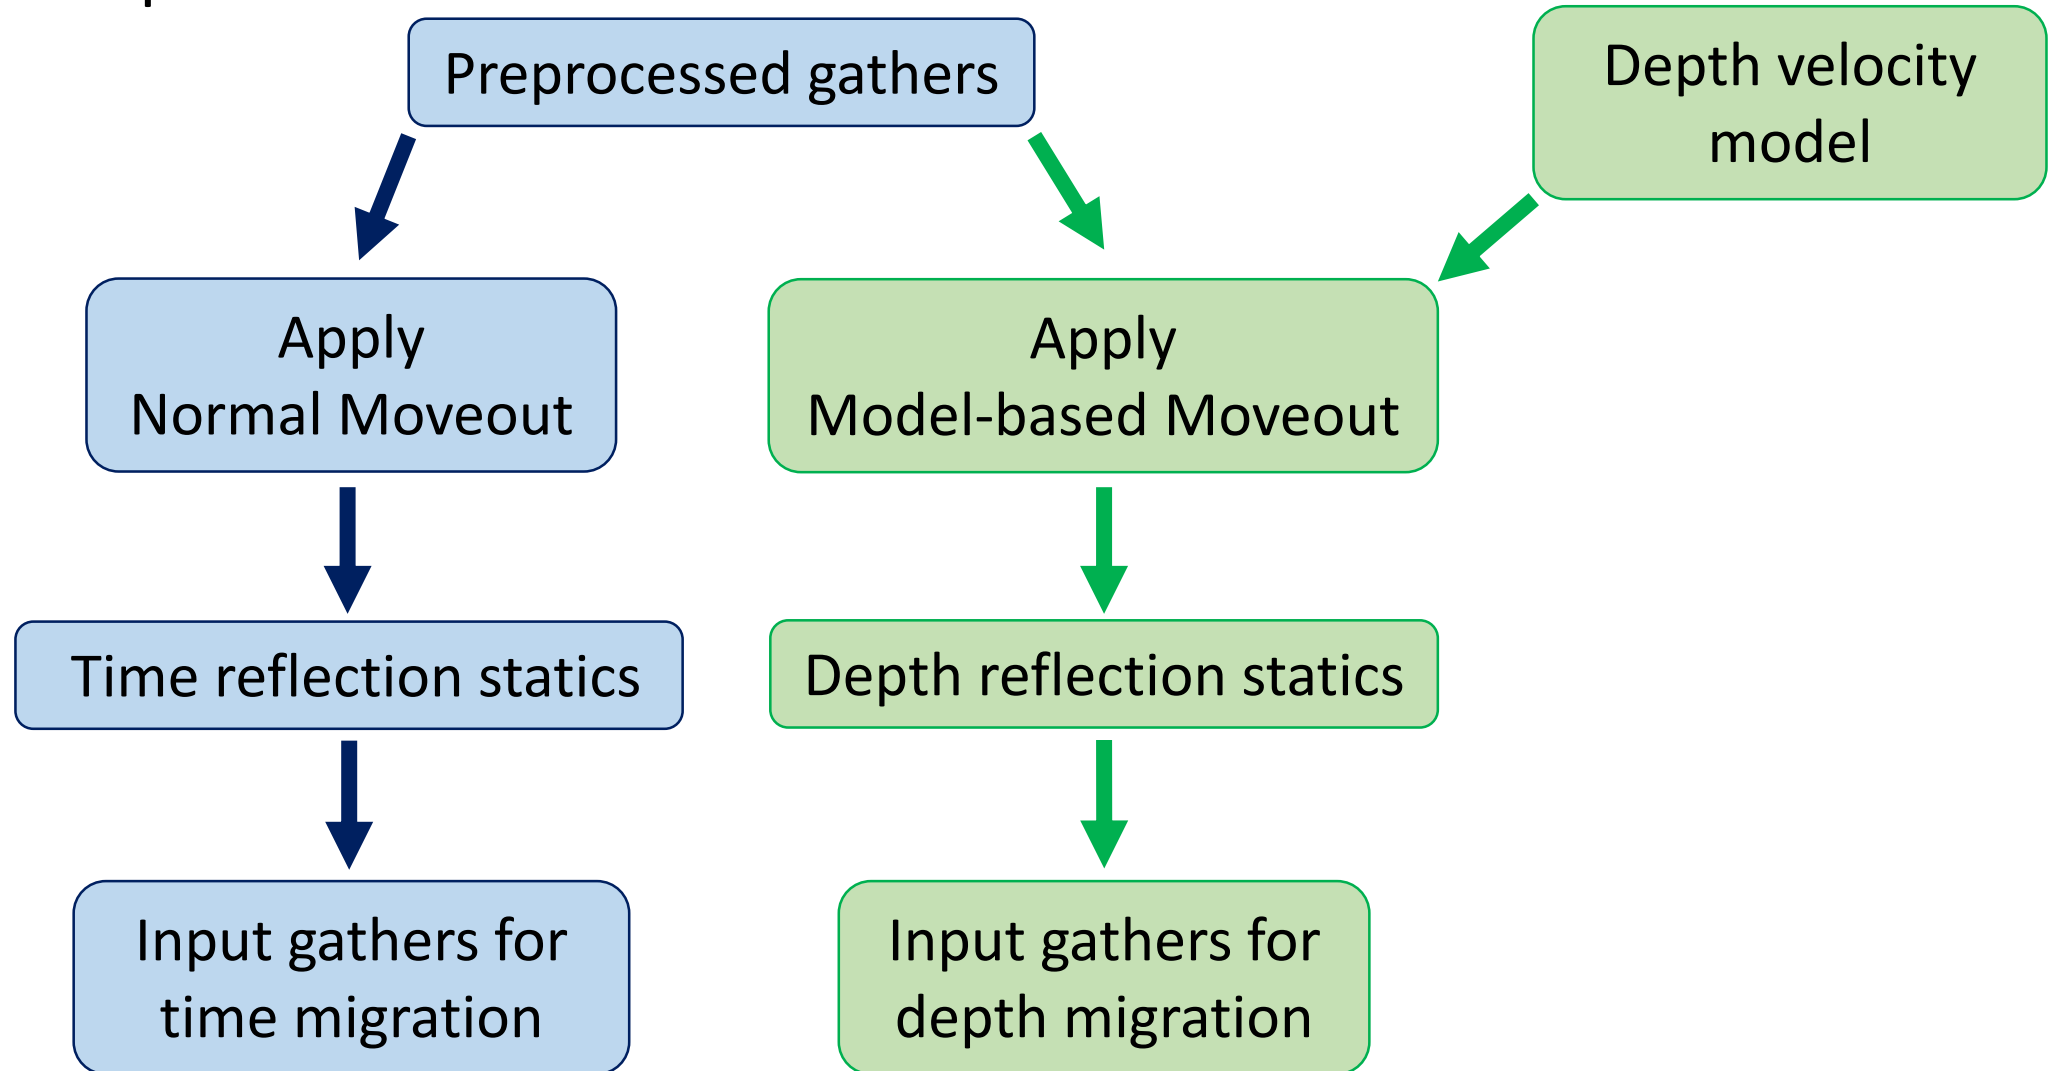 Preprocessed gathers
Depth velocity
model
Apply
Normal Moveout
Apply
Model-based Moveout
Time reflection statics
Depth reflection statics
Input gathers for
time migration
Input gathers for
depth migration